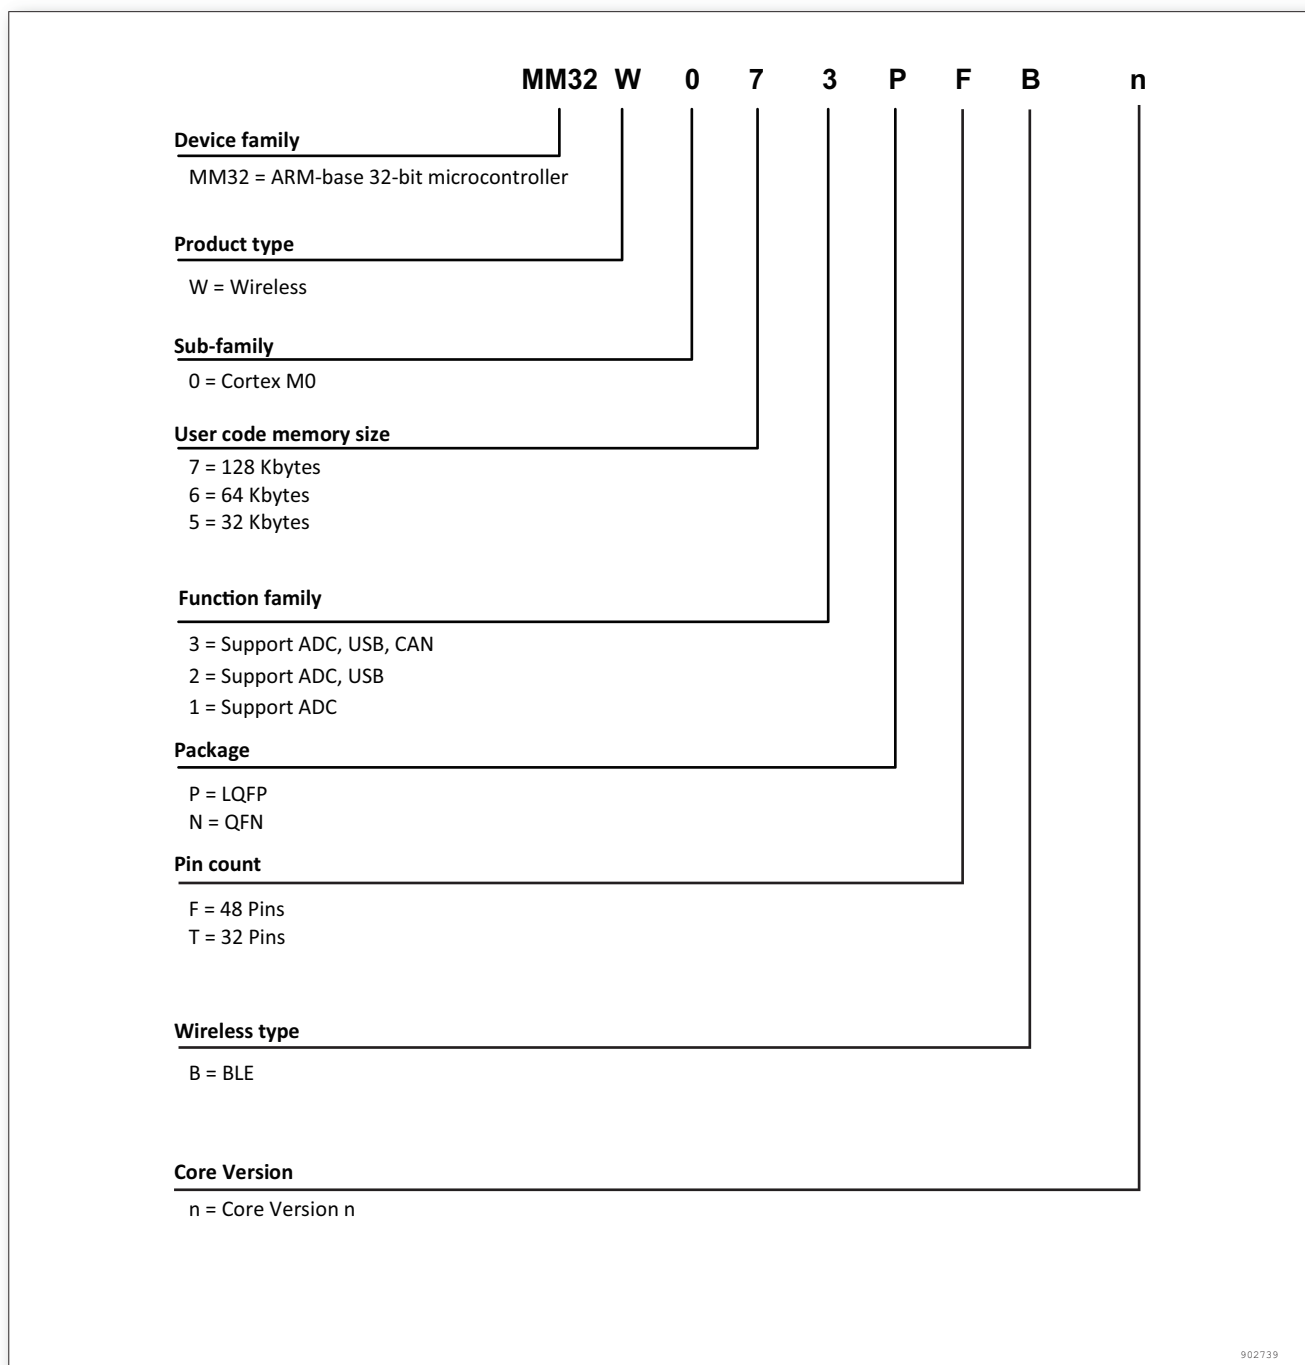 MM32 W 0 7 3 P F B n
Device family
MM32 = ARM-base 32-bit microcontroller
Product type
W = Wireless
Sub-family
0 = Cortex M0
User code memory size
7 = 128 Kbytes
6 = 64 Kbytes
5 = 32 Kbytes
Function family
3 = Support ADC, USB, CAN
2 = Support ADC, USB
1 = Support ADC
Package
P = LQFP
N = QFN
Pin count
F = 48 Pins
T = 32 Pins
Wireless type
B = BLE
Core Version
n = Core Version n
902739